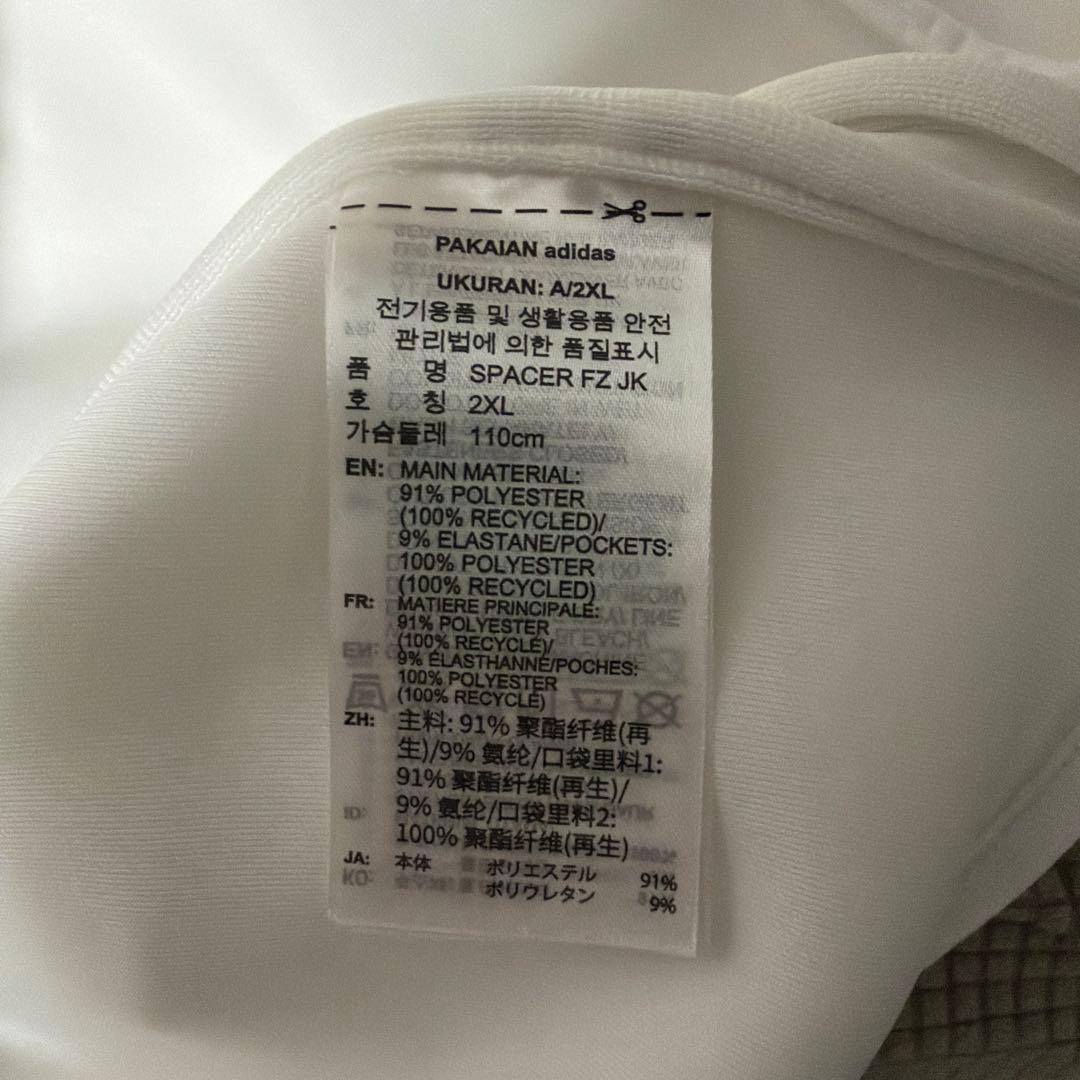 PAKAIAN adidas
UKURAN: A/2XL
전기용품 및 생활용품 안전
관리법에 의한 품질표시
품 명 SPACER FZ JK
호 칭 2XL
가슴둘레 110cm
EN: MAIN MATERIAL:
91% POLYESTER
(100% RECYCLED)/
9% ELASTANE/POCKETS:
100% POLYESTER
(100% RECYCLED)
FR: MATIERE PRINCIPALE:
91% POLYESTER
(100% RECYCLÉ)/
9% ÉLASTHANNE/POCHES:
100% POLYESTER
(100% RECYCLÉ)
ZH: 主料: 91% 聚酯纤维(再
生)/9% 氨纶/口袋里料1:
91% 聚酯纤维(再生)/
9% 氨纶/口袋里料2:
100% 聚酯纤维(再生)
JA: 本体 ポリエステル 91%
ポリウレタン 9%